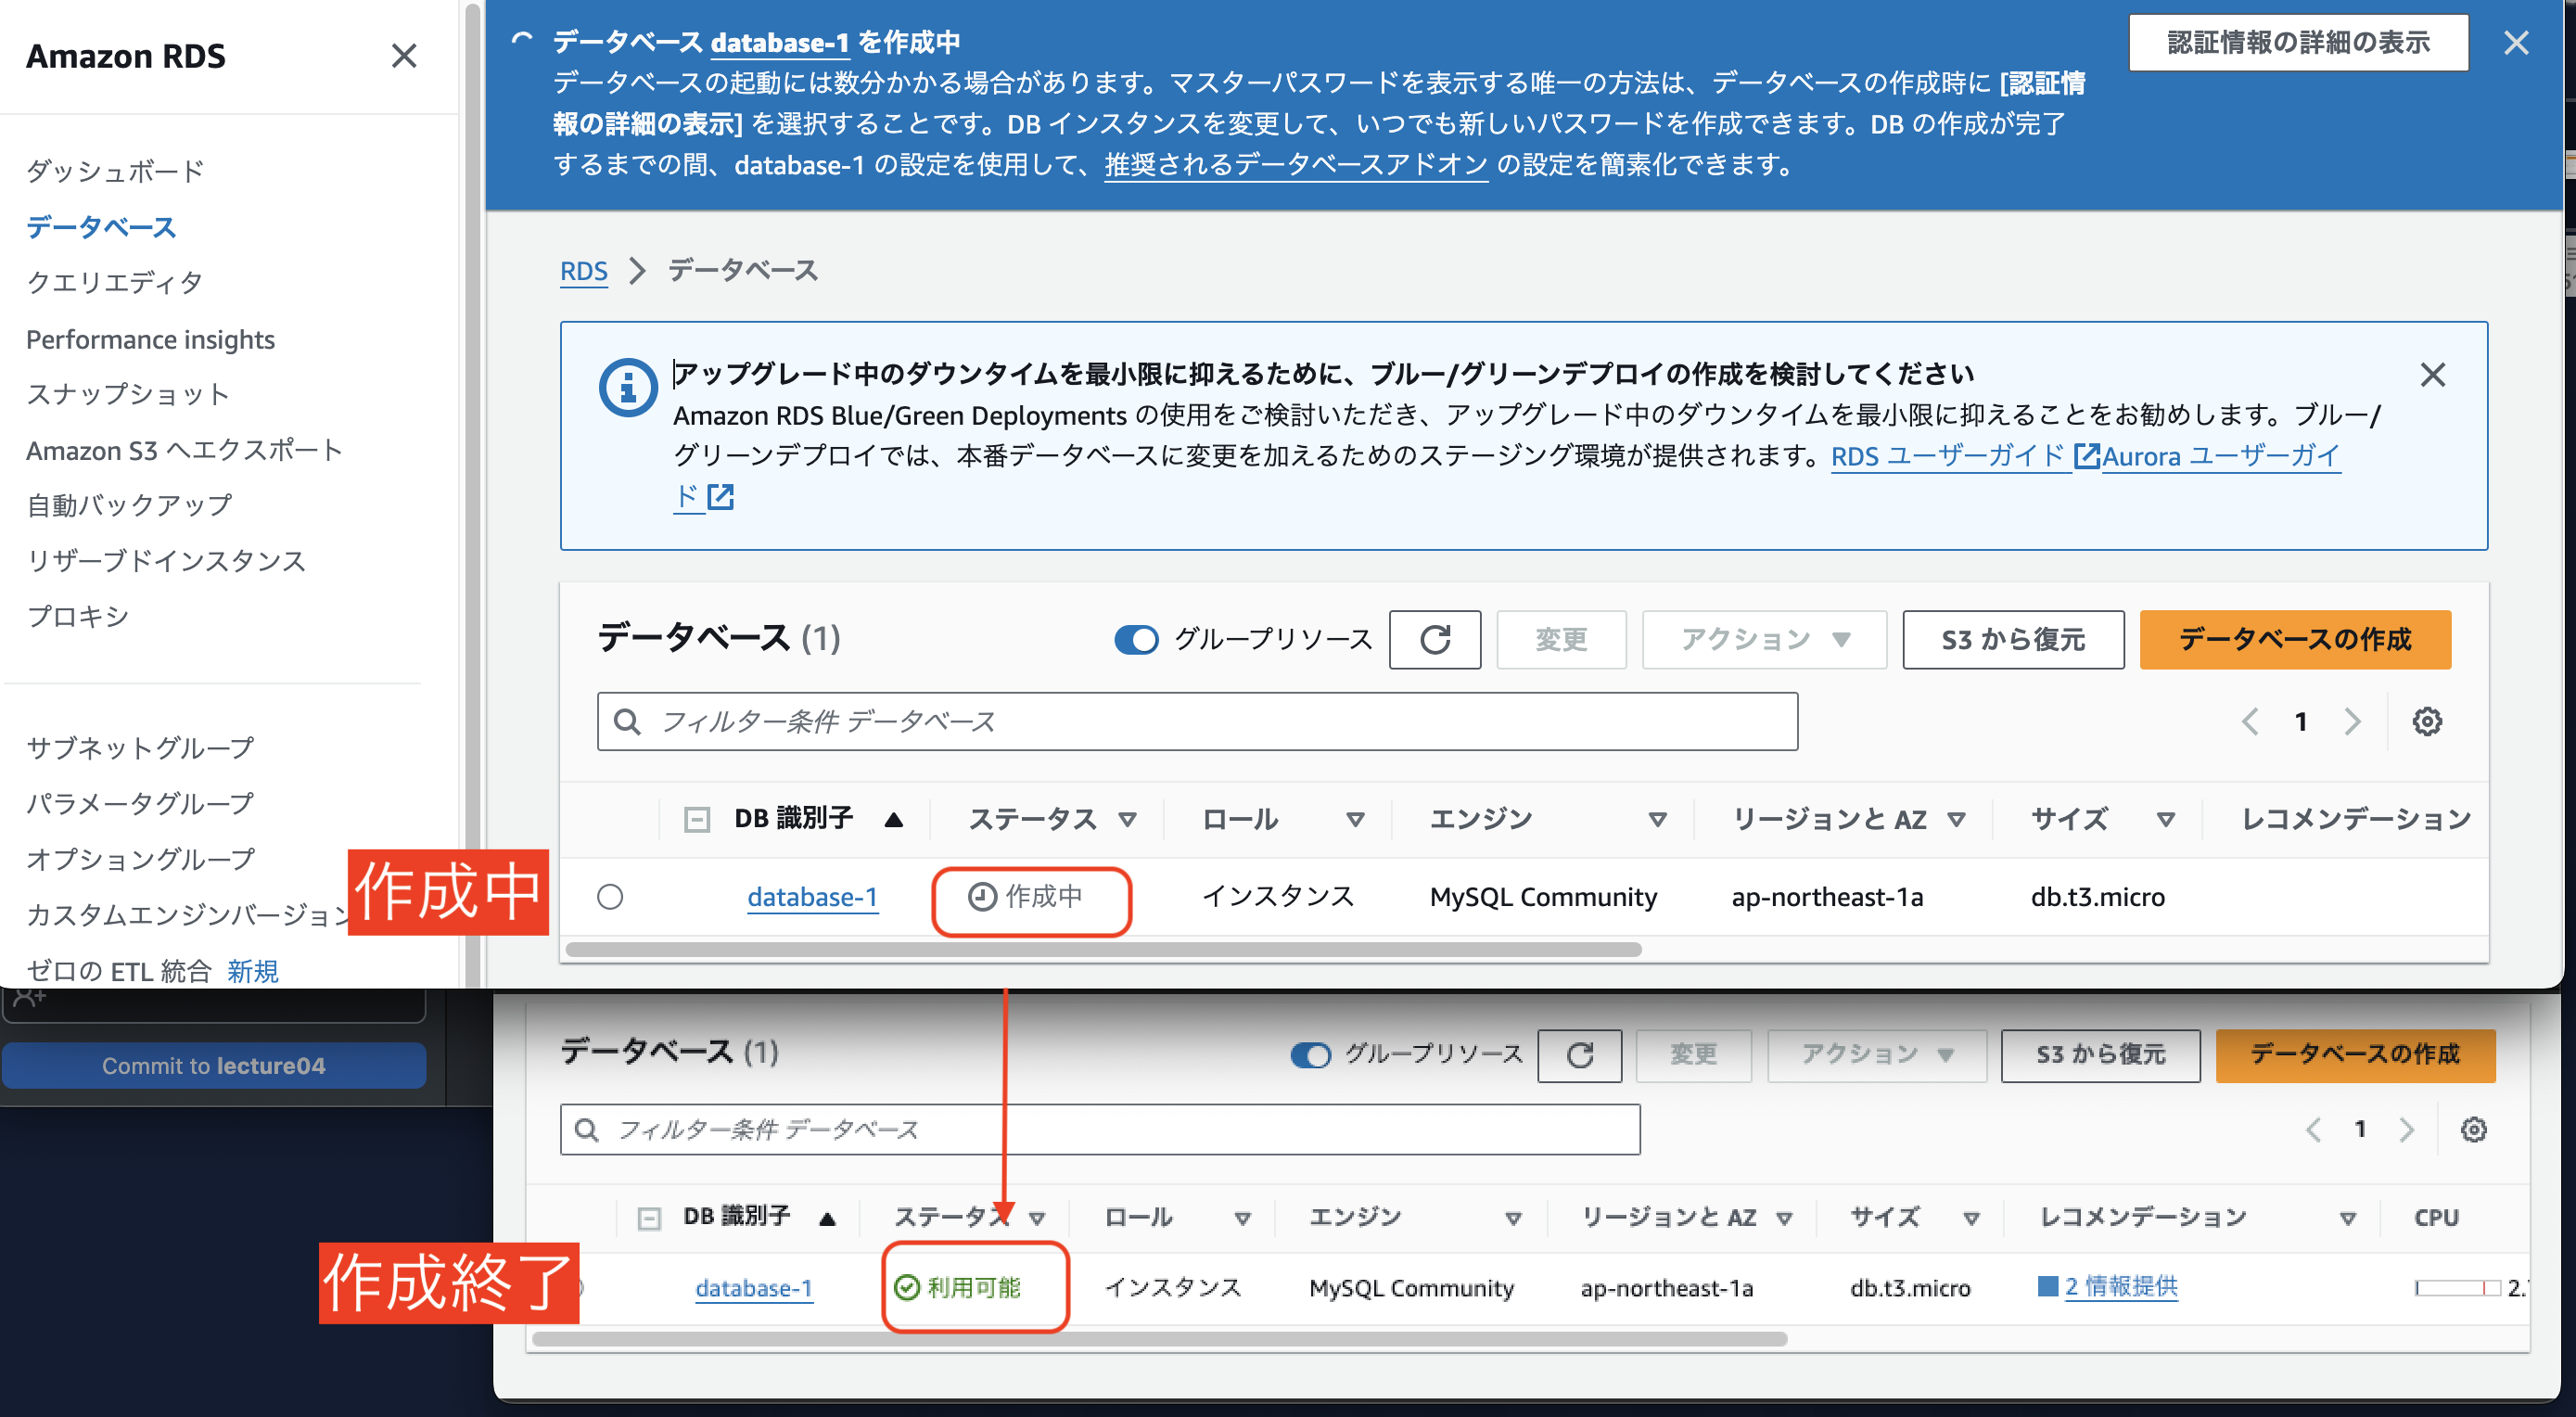 Amazon RDS
ダッシュボード
データベース
クエリエディタ
Performance insights
スナップショット
Amazon S3 へエクスポート
自動バックアップ
リザーブドインスタンス
プロキシ
サブネットグループ
パラメータグループ
オプショングループ
カスタムエンジンバージョン
ゼロの ETL 統合 新規
データベース database-1 を作成中
認証情報の詳細の表示
データベースの起動には数分かかる場合があります。マスターパスワードを表示する唯一の方法は、データベースの作成時に [認証情
報の詳細の表示] を選択することです。DB インスタンスを変更して、いつでも新しいパスワードを作成できます。DB の作成が完了
するまでの間、database-1 の設定を使用して、推奨されるデータベースアドオン の設定を簡素化できます。
RDS データベース
アップグレード中のダウンタイムを最小限に抑えるために、ブルー/グリーンデプロイの作成を検討してください
Amazon RDS Blue/Green Deployments の使用をご検討いただき、アップグレード中のダウンタイムを最小限に抑えることをお勧めします。ブルー/
グリーンデプロイでは、本番データベースに変更を加えるためのステージング環境が提供されます。RDS ユーザーガイド Aurora ユーザーガイ
ド
データベース (1) グループリソース 変更 アクション S3 から復元 データベースの作成
フィルター条件 データベース 1
DB 識別子 ステータス ロール エンジン リージョンと AZ サイズ レコメンデーション
作成中
database-1 作成中 インスタンス MySQL Community ap-northeast-1a db.t3.micro
Commit to lecture04
データベース (1) グループリソース 変更 アクション S3 から復元 データベースの作成
フィルター条件 データベース 1
DB 識別子 ステータス ロール エンジン リージョンと AZ サイズ レコメンデーション CPU
作成終了
database-1 利用可能 インスタンス MySQL Community ap-northeast-1a db.t3.micro 2 情報提供